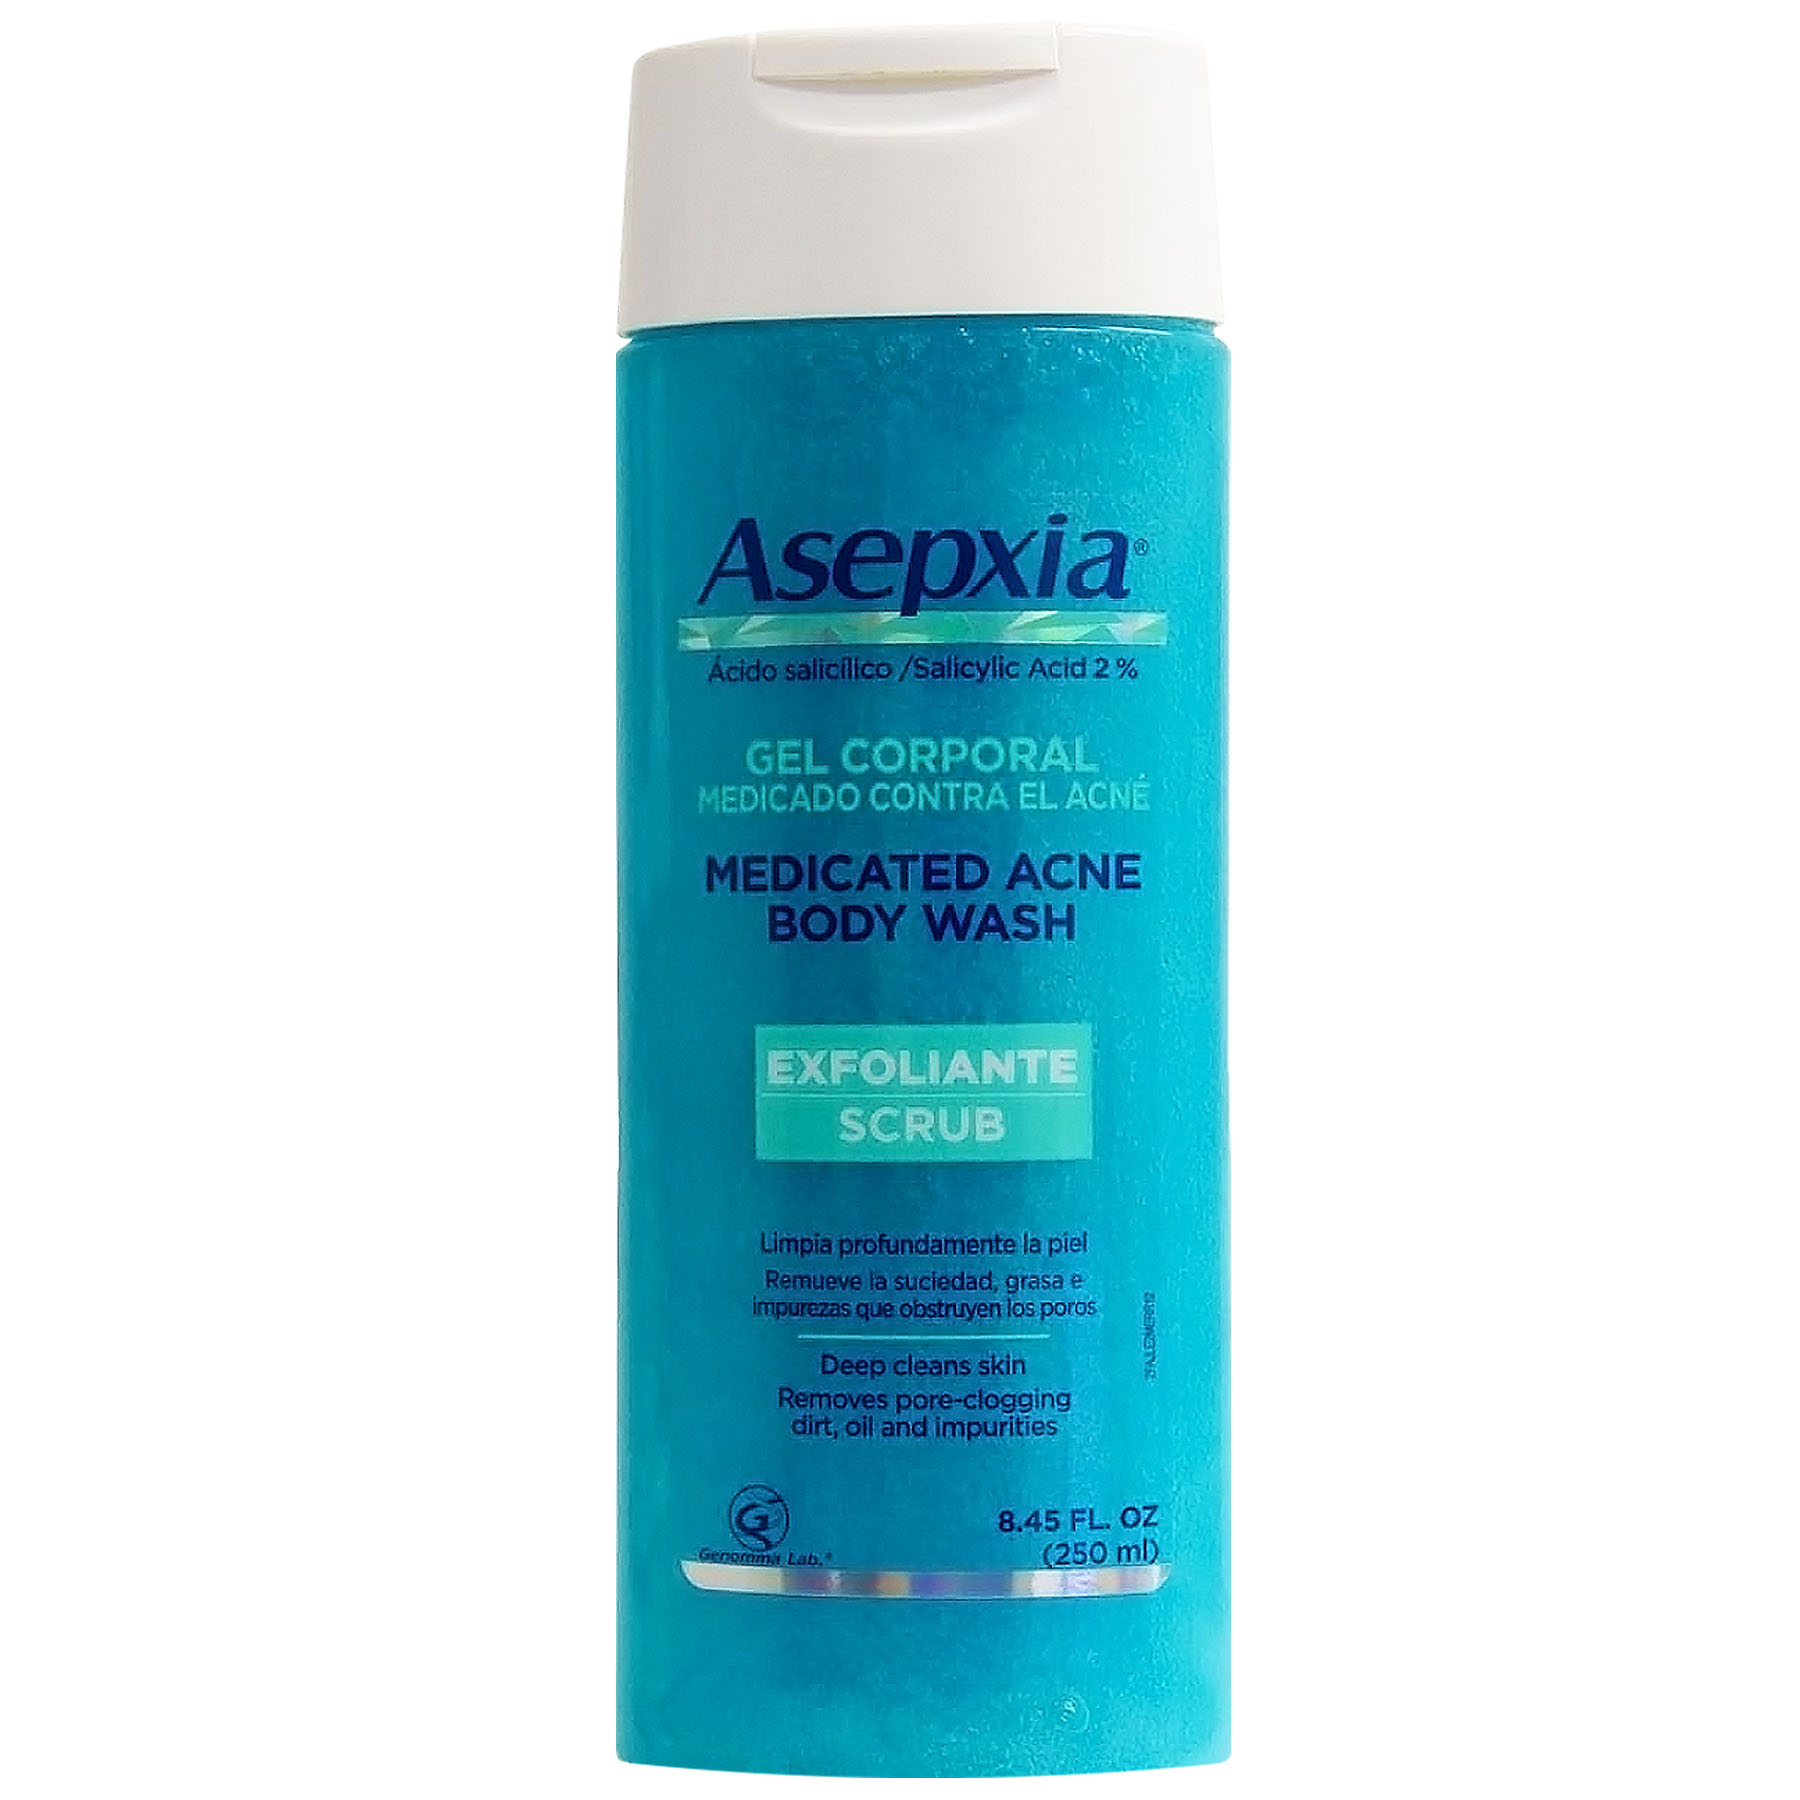 Asepxia®
Ácido salicílico /Salicylic Acid 2 %
GEL CORPORAL
MEDICADO CONTRA EL ACNÉ
MEDICATED ACNE
BODY WASH
EXFOLIANTE
SCRUB
Limpia profundamente la piel
Remueve la suciedad, grasa e
impurezas que obstruyen los poros
Deep cleans skin
Removes pore-clogging
dirt, oil and impurities
G
Genomma Lab.®
8.45 FL. OZ
(250 ml)